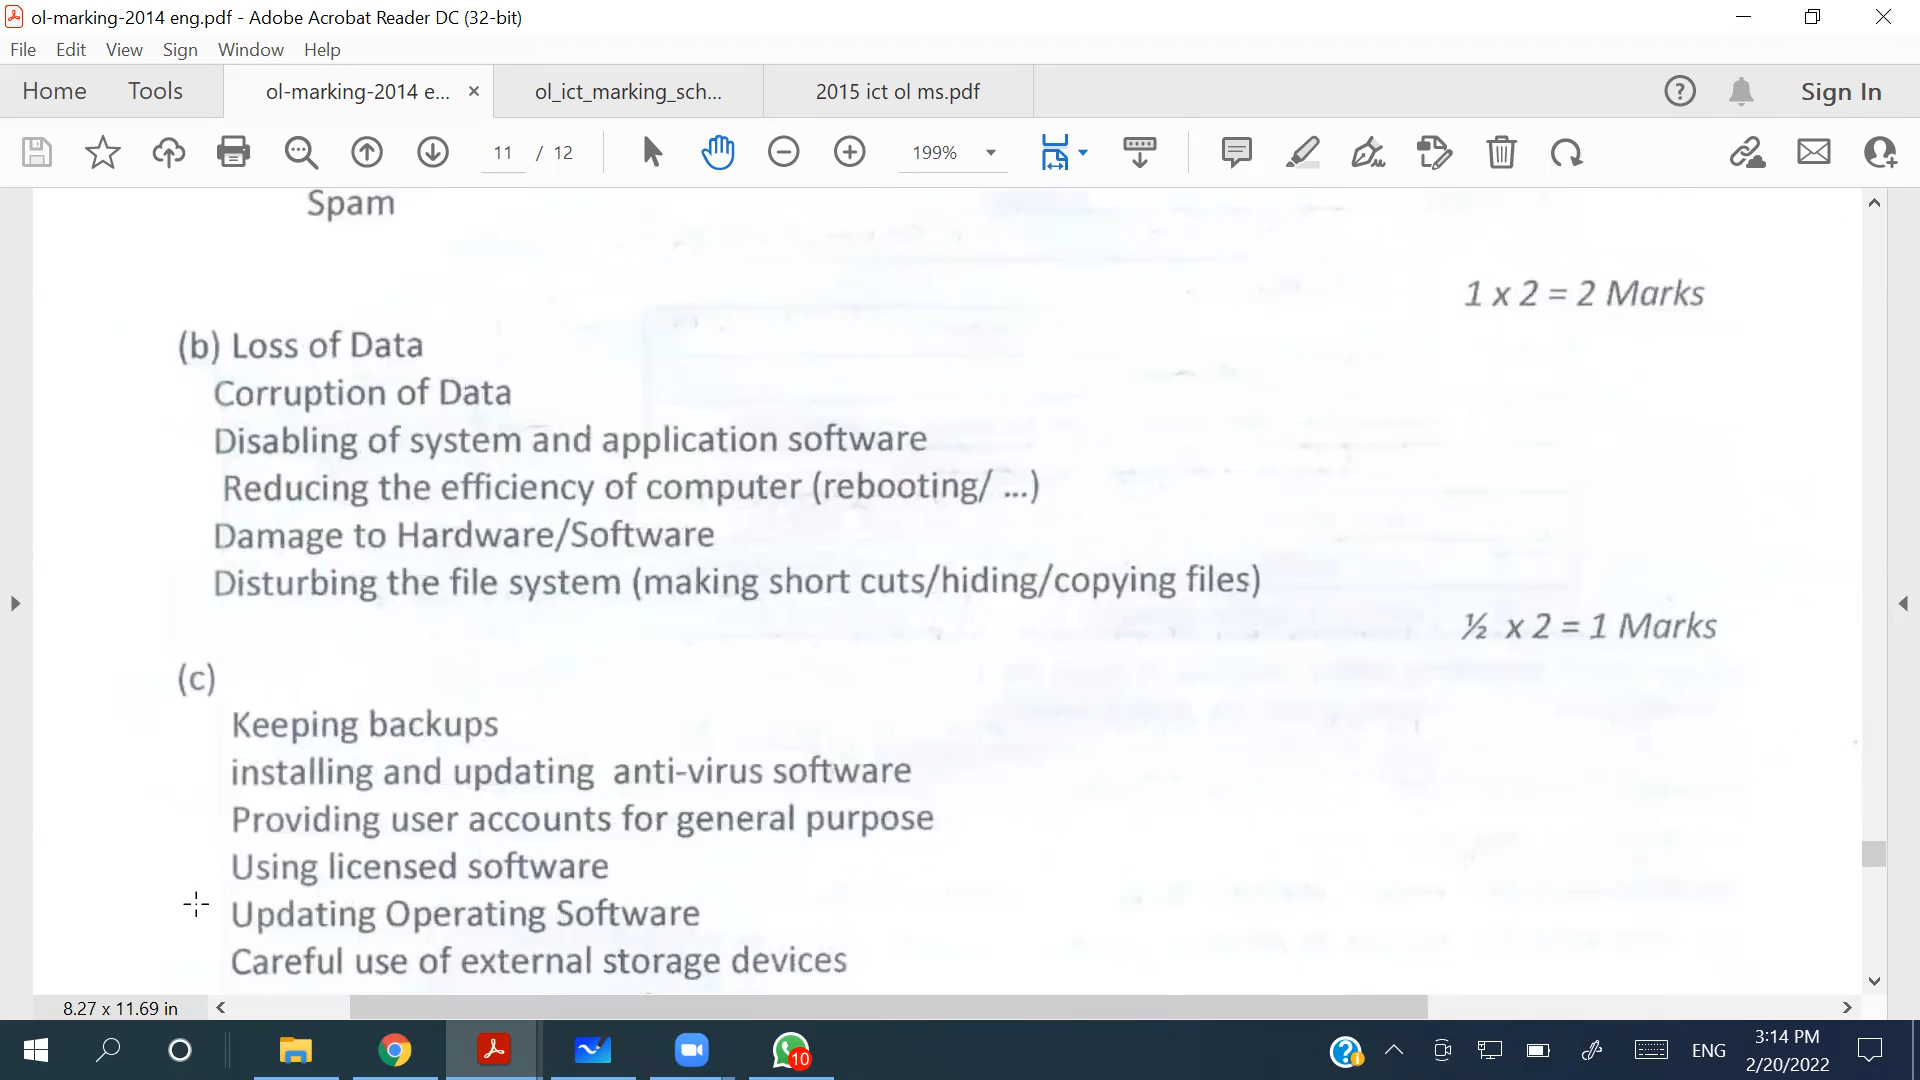 ol-marking-2014 eng.pdf - Adobe Acrobat Reader DC (32-bit)
File Edit View Sign Window Help
Home Tools ol-marking-2014 e... ol_ict_marking_sch... 2015 ict ol ms.pdf Sign In
11 / 12 199%
Spam
1 x 2 = 2 Marks
(b) Loss of Data
Corruption of Data
Disabling of system and application software
Reducing the efficiency of computer (rebooting/ ...)
Damage to Hardware/Software
Disturbing the file system (making short cuts/hiding/copying files)
½ x 2 = 1 Marks
(c)
Keeping backups
installing and updating anti-virus software
Providing user accounts for general purpose
Using licensed software
Updating Operating Software
Careful use of external storage devices
8.27 x 11.69 in
10
ENG
3:14 PM
2/20/2022